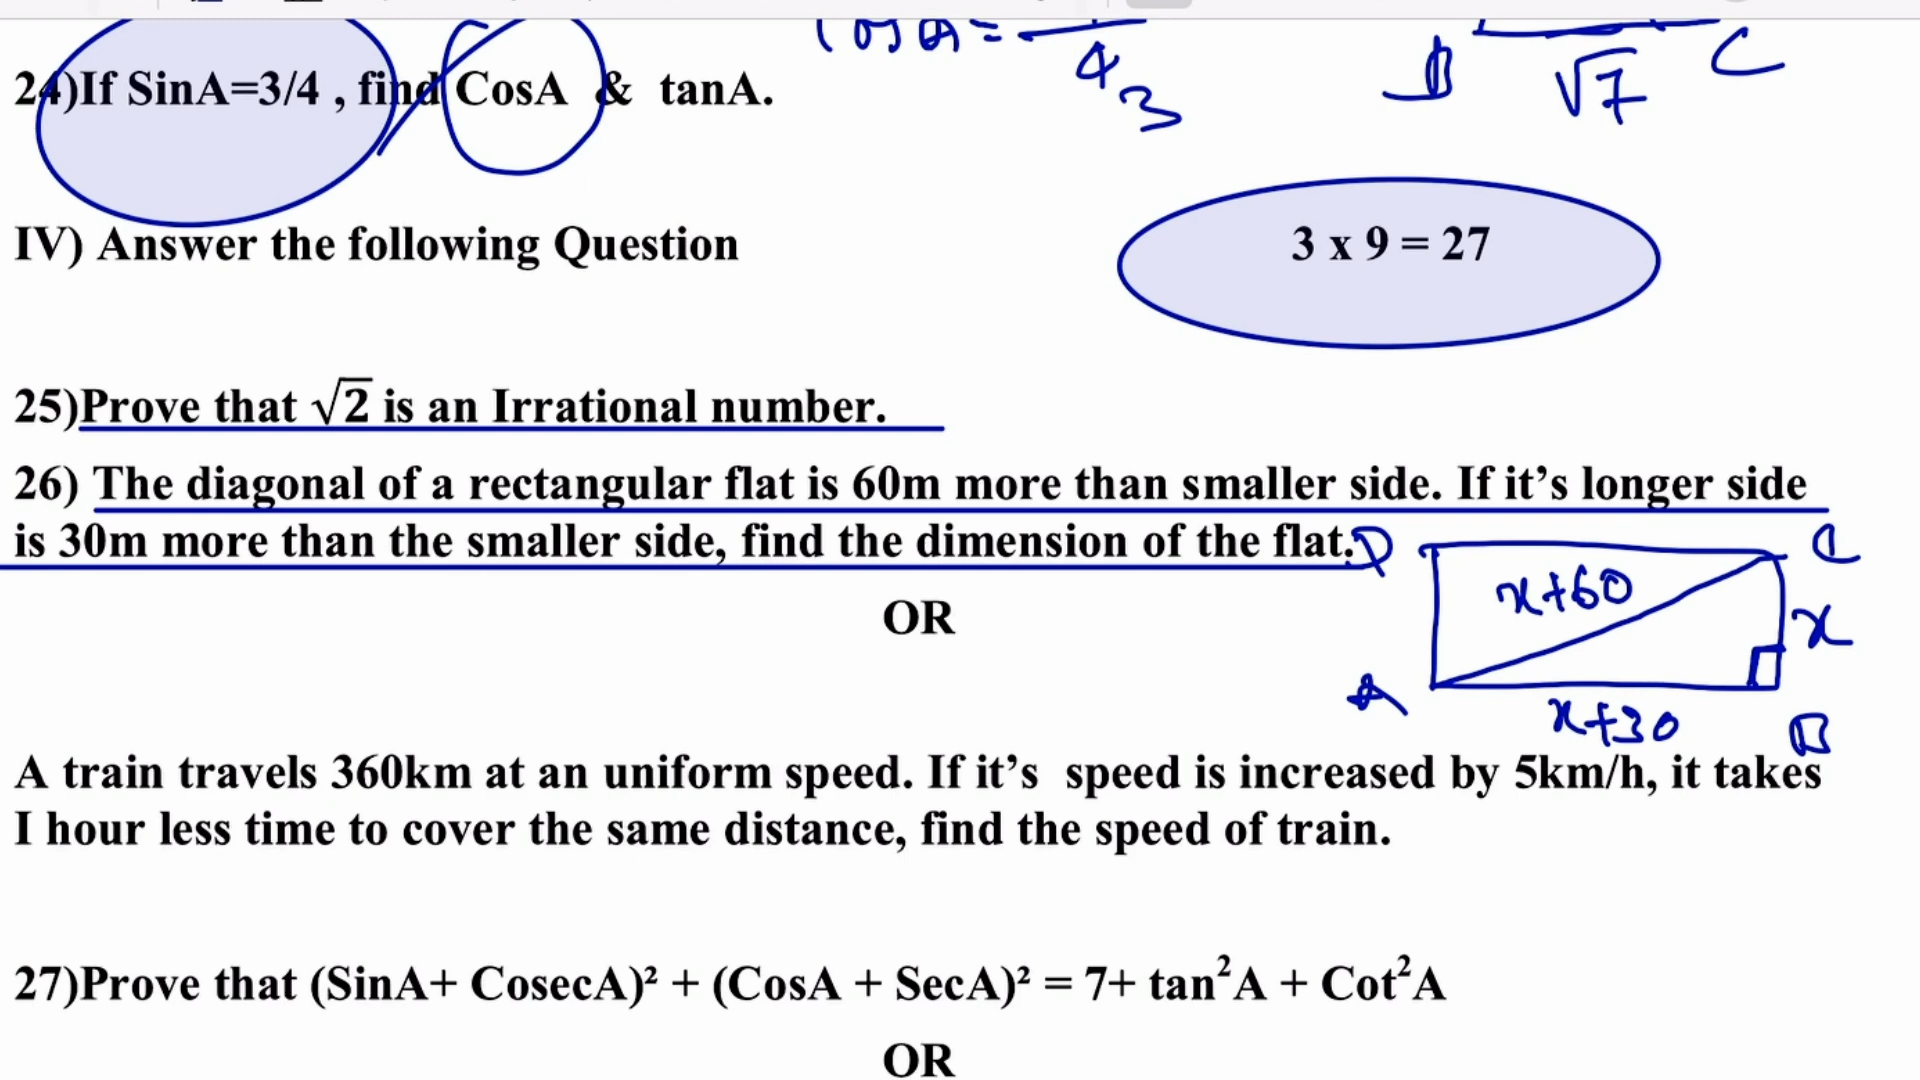 CosA =
4
3
B
√7
C
24)If SinA=3/4 , find CosA & tanA.
IV) Answer the following Question 3 x 9 = 27
25)Prove that √2 is an Irrational number.
26) The diagonal of a rectangular flat is 60m more than smaller side. If it’s longer side
is 30m more than the smaller side, find the dimension of the flat.
D
C
x+60
x
OR
A
x+30
B
A train travels 360km at an uniform speed. If it’s speed is increased by 5km/h, it takes
I hour less time to cover the same distance, find the speed of train.
27)Prove that (SinA+ CosecA)² + (CosA + SecA)² = 7+ tan²A + Cot²A
OR